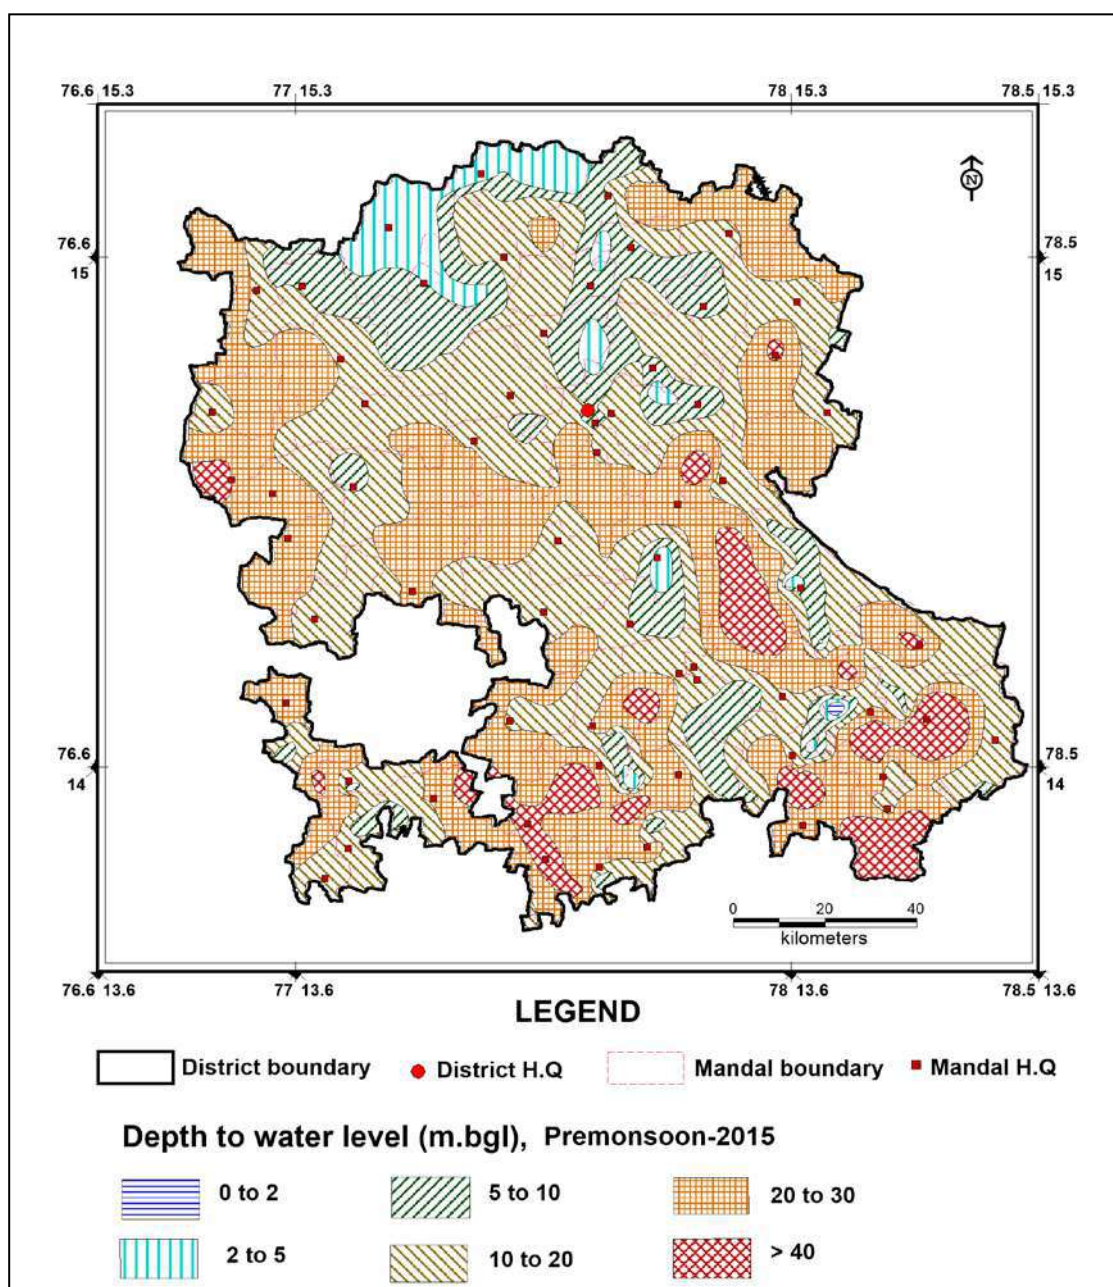 76.6 15.3 77 15.3 78 15.3 78.5 15.3
N
76.6 78.5
15 15
76.6 78.5
14 14
0 20 40
kilometers
76.6 13.6 77 13.6 78 13.6 78.5 13.6
LEGEND
District boundary District H.Q Mandal boundary Mandal H.Q
Depth to water level (m.bgl), Premonsoon-2015
0 to 2 5 to 10 20 to 30
2 to 5 10 to 20 > 40